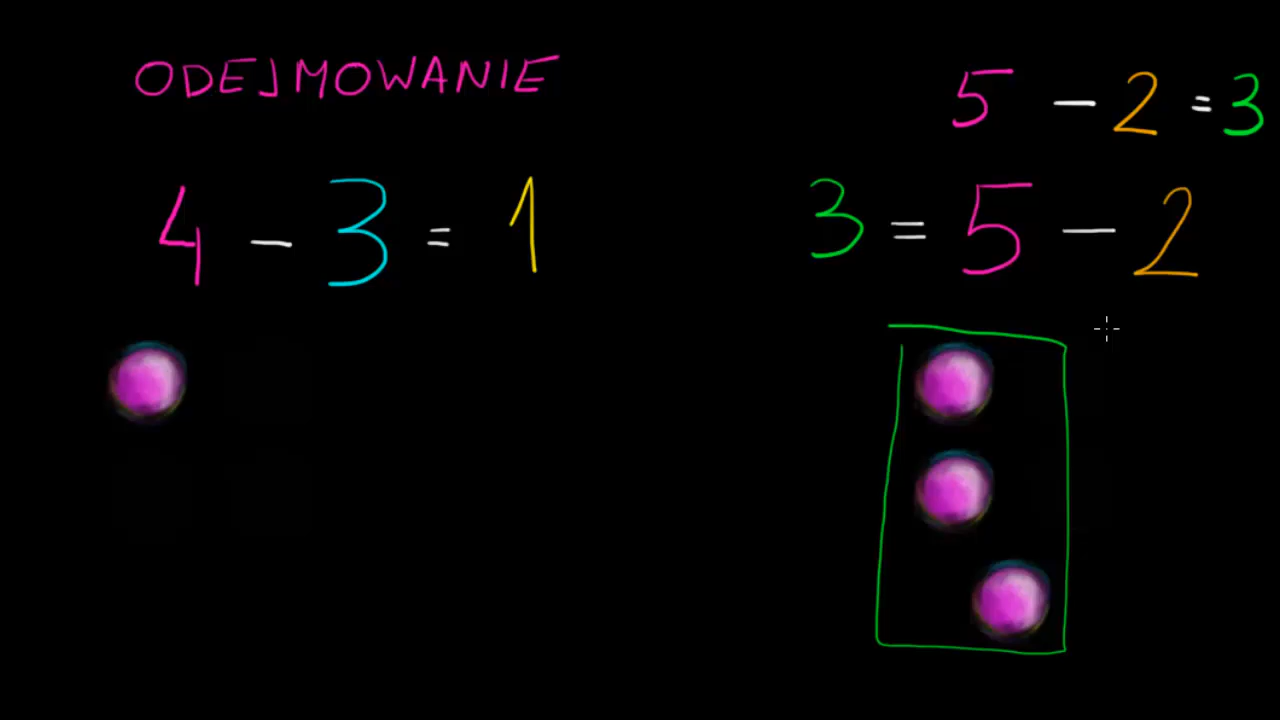 ODEJMOWANIE
4 - 3 = 1
5 - 2 = 3
3 = 5 - 2